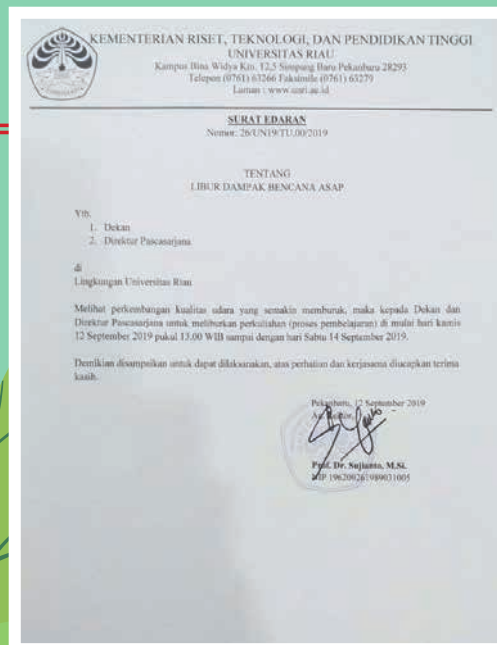 KEMENTERIAN RISET, TEKNOLOGI, DAN PENDIDIKAN TINGGI
UNIVERSITAS RIAU
Kampus Bina Widya Km. 12,5 Simpang Baru Pekanbaru 28293
Telepon (0761) 63266 Faksimile (0761) 63279
Laman : www.unri.ac.id
SURAT EDARAN
Nomor: 26/UN19/TU.00/2019
TENTANG
LIBUR DAMPAK BENCANA ASAP
Yth.
1. Dekan
2. Direktur Pascasarjana
di
Lingkungan Universitas Riau
Melihat perkembangan kualitas udara yang semakin memburuk, maka kepada Dekan dan
Direktur Pascasarjana untuk meliburkan perkuliahan (proses pembelajaran) di mulai hari kamis
12 September 2019 pukul 13.00 WIB sampai dengan hari Sabtu 14 September 2019.
Demikian disampaikan untuk dapat dilaksanakan, atas perhatian dan kerjasama diucapkan terima
kasih.
Pekanbaru, 12 September 2019
Prof. Dr. Sujianto, M.Si.
NIP 196209261989031005